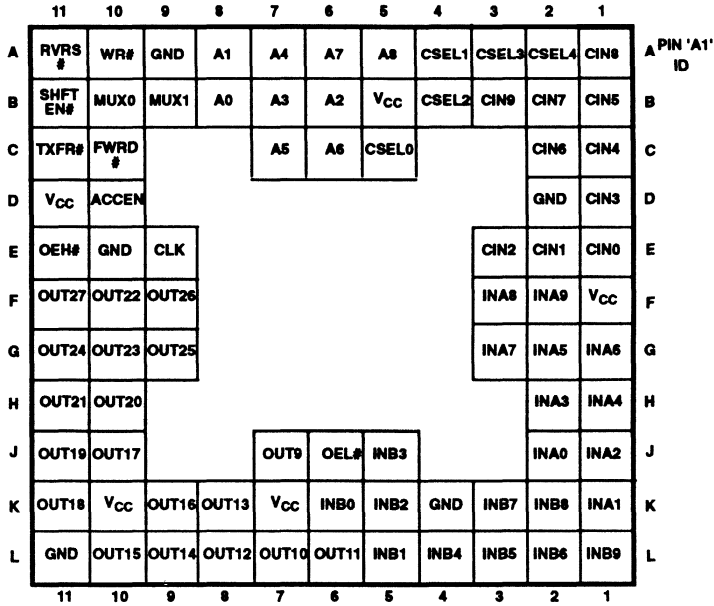 11 10 9 8 7 6 5 4 3 2 1
A RVRS # WR# GND A1 A4 A7 A8 CSEL1 CSEL3 CSEL4 CIN8 A PIN 'A1' ID
B SHFT EN# MUX0 MUX1 A0 A3 A2 VCC CSEL2 CIN9 CIN7 CIN5 B
C TXFR# FWRD # A5 A6 CSEL0 CIN6 CIN4 C
D VCC ACCEN GND CIN3 D
E OEH# GND CLK CIN2 CIN1 CIN0 E
F OUT27 OUT22 OUT26 INA8 INA9 VCC F
G OUT24 OUT23 OUT25 INA7 INA5 INA6 G
H OUT21 OUT20 INA3 INA4 H
J OUT19 OUT17 OUT9 OEL# INB3 INA0 INA2 J
K OUT18 VCC OUT16 OUT13 VCC INB0 INB2 GND INB7 INB8 INA1 K
L GND OUT15 OUT14 OUT12 OUT10 OUT11 INB1 INB4 INB5 INB6 INB9 L
11 10 9 8 7 6 5 4 3 2 1